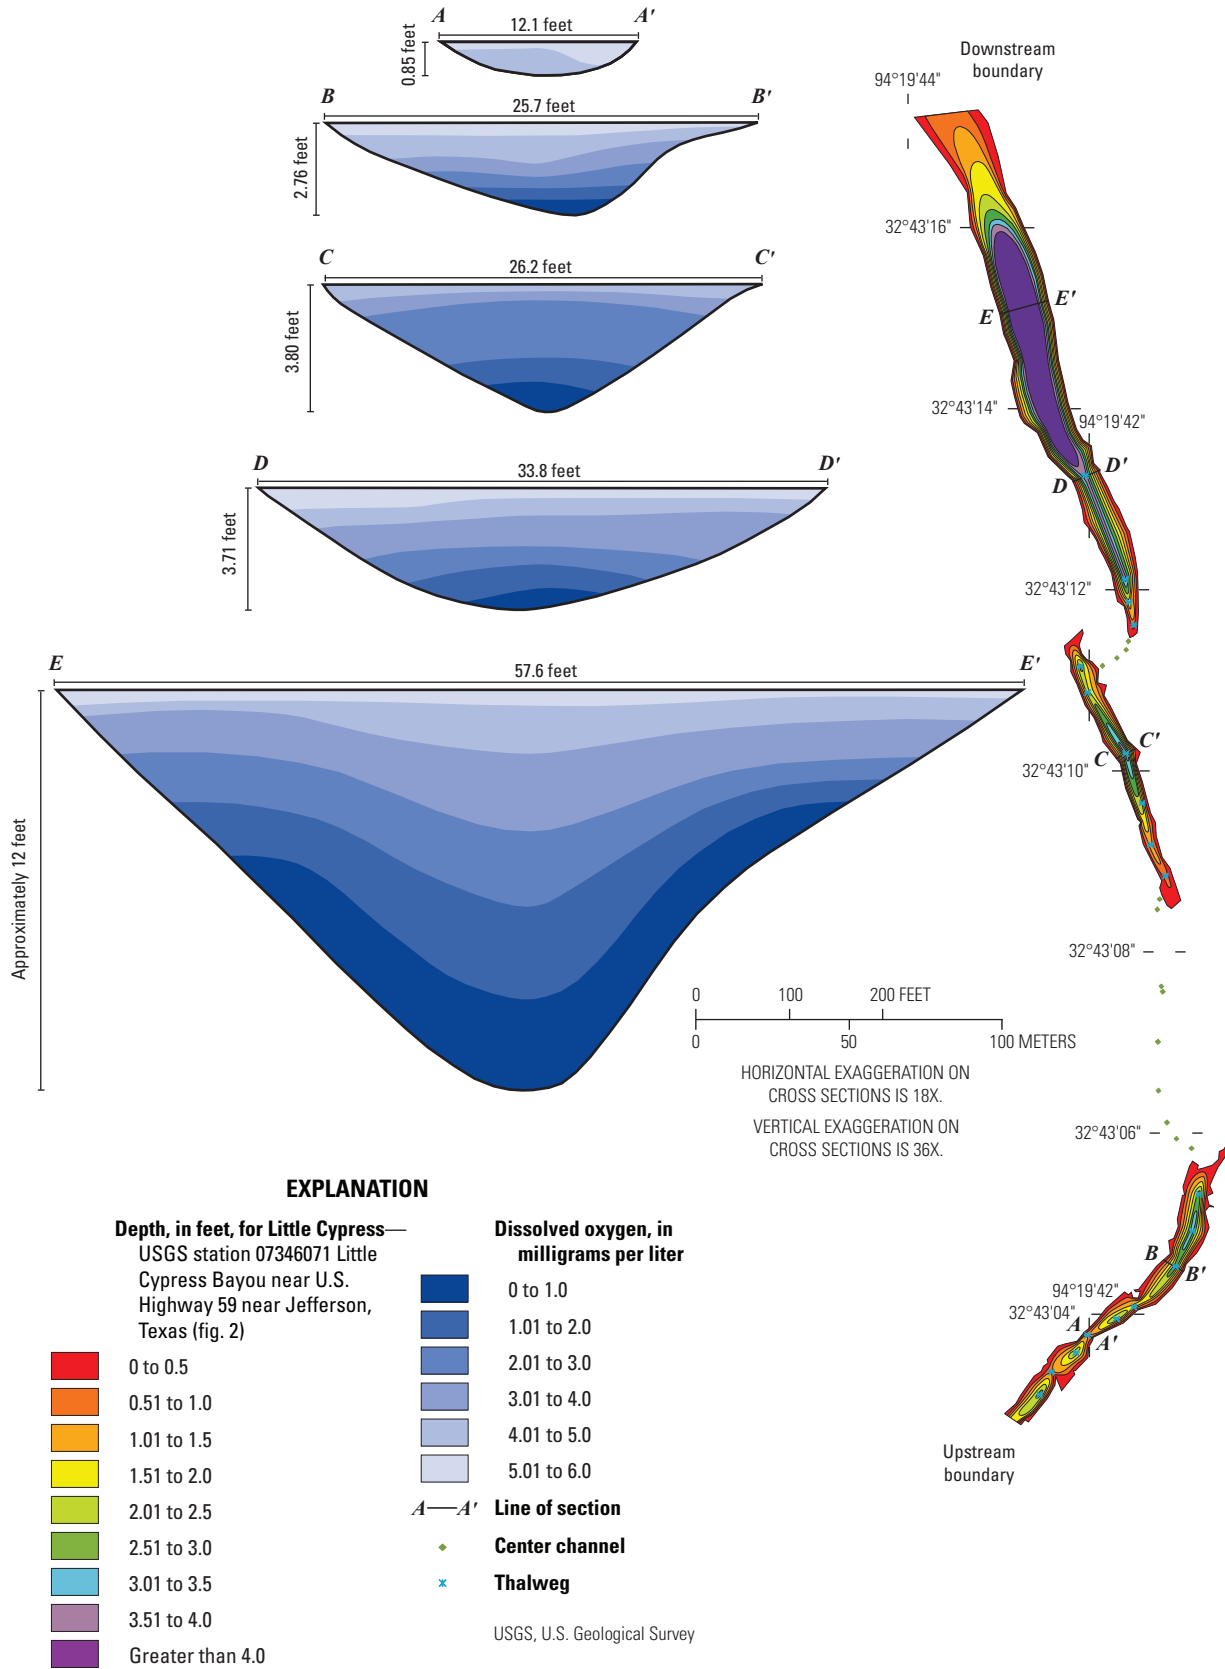 A
A'
12.1 feet
0.85 feet
B
B'
25.7 feet
2.76 feet
C
C'
26.2 feet
3.80 feet
D
D'
33.8 feet
3.71 feet
E
E'
57.6 feet
Approximately 12 feet
Downstream
boundary
94°19'44"
32°43'16"
E
E'
32°43'14"
94°19'42"
D
D'
32°43'12"
C
C'
32°43'10"
32°43'08"
32°43'06"
B
B'
94°19'42"
32°43'04"
A
A'
Upstream
boundary
0 100 200 FEET
0 50 100 METERS
HORIZONTAL EXAGGERATION ON
CROSS SECTIONS IS 18X.
VERTICAL EXAGGERATION ON
CROSS SECTIONS IS 36X.
EXPLANATION
Depth, in feet, for Little Cypress—
USGS station 07346071 Little
Cypress Bayou near U.S.
Highway 59 near Jefferson,
Texas (fig. 2)
0 to 0.5
0.51 to 1.0
1.01 to 1.5
1.51 to 2.0
2.01 to 2.5
2.51 to 3.0
3.01 to 3.5
3.51 to 4.0
Greater than 4.0
Dissolved oxygen, in
milligrams per liter
0 to 1.0
1.01 to 2.0
2.01 to 3.0
3.01 to 4.0
4.01 to 5.0
5.01 to 6.0
A—A' Line of section
Center channel
Thalweg
USGS, U.S. Geological Survey